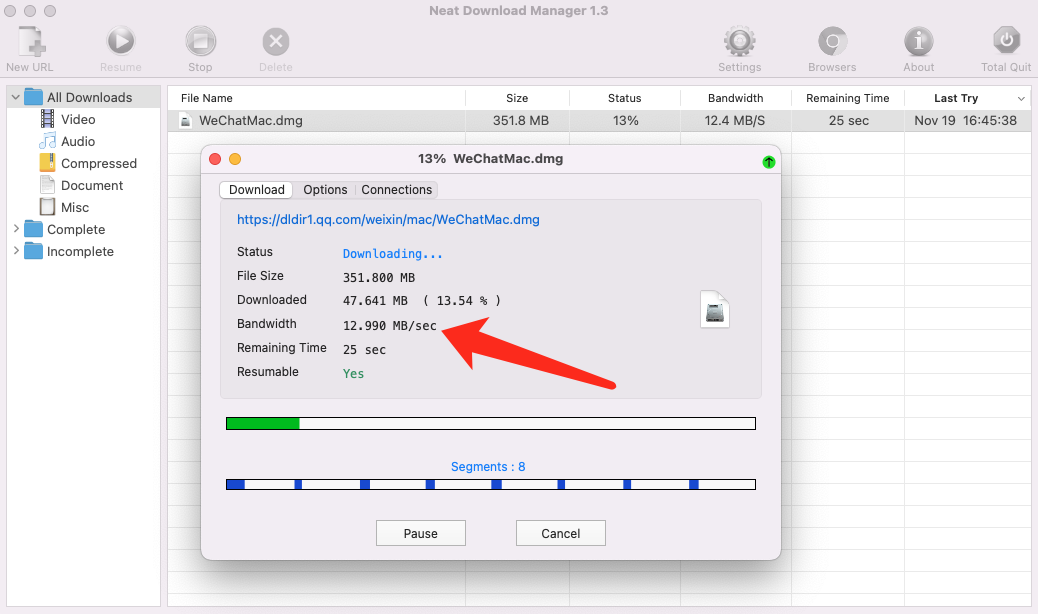 Neat Download Manager 1.3
New URL Resume Stop Delete Settings Browsers About Total Quit
All Downloads
Video
Audio
Compressed
Document
Misc
Complete
Incomplete
File Name Size Status Bandwidth Remaining Time Last Try
WeChatMac.dmg 351.8 MB 13% 12.4 MB/S 25 sec Nov 19 16:45:38
13% WeChatMac.dmg
Download Options Connections
https://dldir1.qq.com/weixin/mac/WeChatMac.dmg
Status Downloading...
File Size 351.800 MB
Downloaded 47.641 MB ( 13.54 % )
Bandwidth 12.990 MB/sec
Remaining Time 25 sec
Resumable Yes
Segments : 8
Pause Cancel